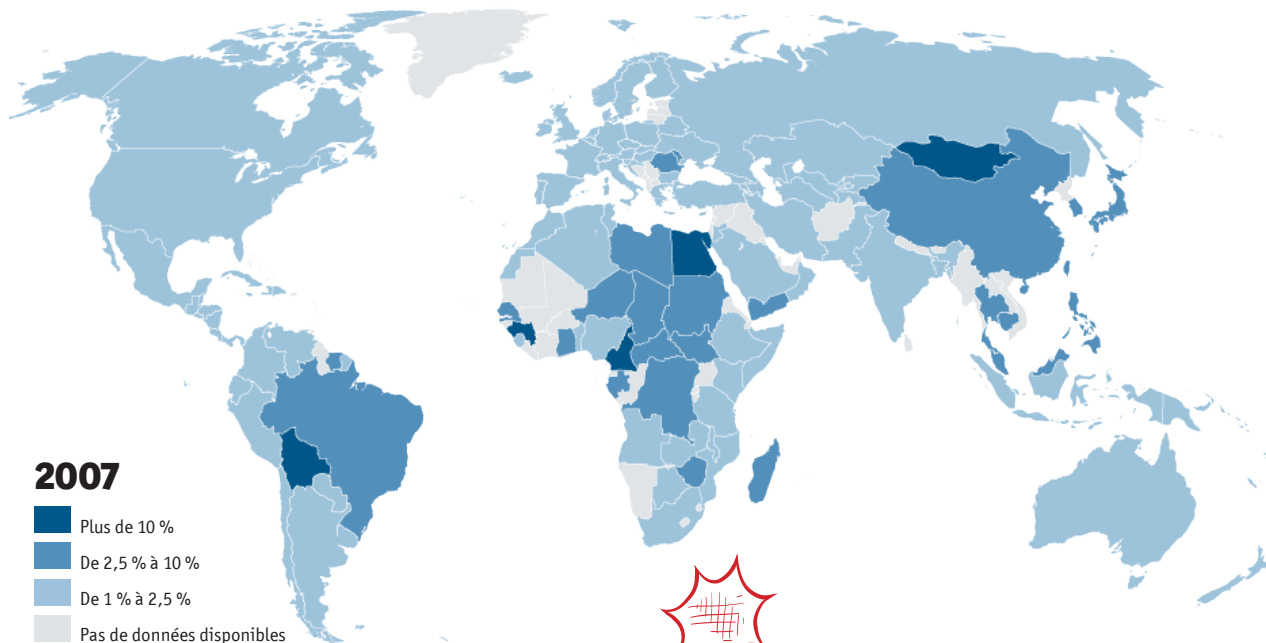 2007
Plus de 10 %
De 2,5 % à 10 %
De 1 % à 2,5 %
Pas de données disponibles